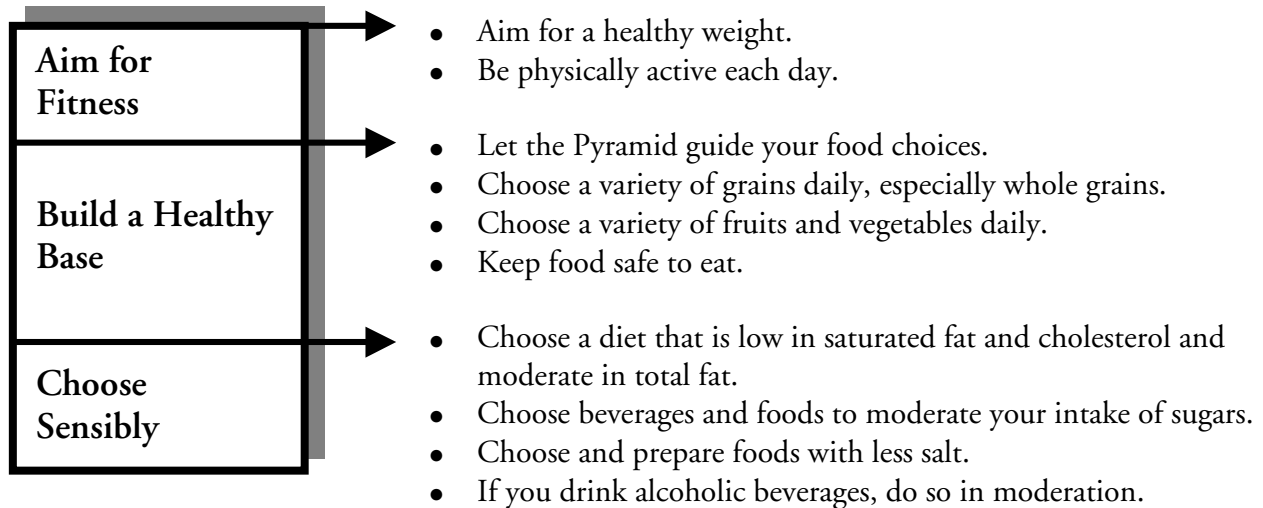 Aim for
Fitness
• Aim for a healthy weight.
• Be physically active each day.
Build a Healthy
Base
• Let the Pyramid guide your food choices.
• Choose a variety of grains daily, especially whole grains.
• Choose a variety of fruits and vegetables daily.
• Keep food safe to eat.
Choose
Sensibly
• Choose a diet that is low in saturated fat and cholesterol and
moderate in total fat.
• Choose beverages and foods to moderate your intake of sugars.
• Choose and prepare foods with less salt.
• If you drink alcoholic beverages, do so in moderation.